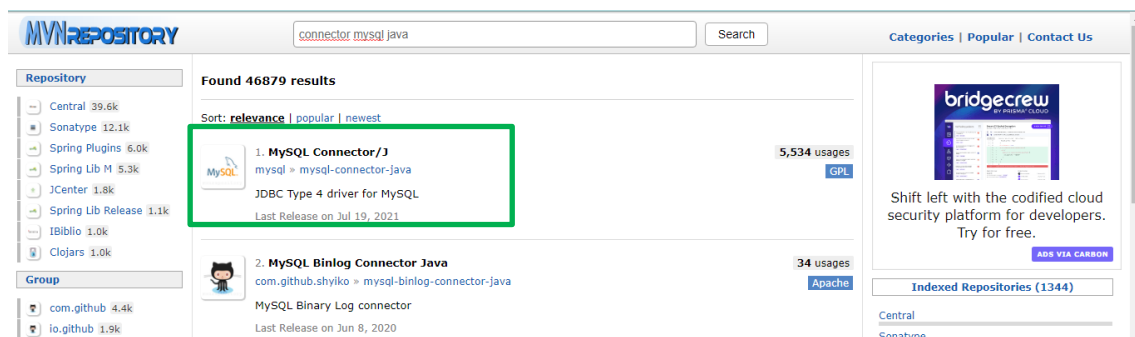 MVNREPOSITORY
connector mysql java
Search
Categories | Popular | Contact Us
Repository
Central 39.6k
Sonatype 12.1k
Spring Plugins 6.0k
Spring Lib M 5.3k
JCenter 1.8k
Spring Lib Release 1.1k
IBiblio 1.0k
Clojars 1.0k
Group
com.github 4.4k
io.github 1.9k
Found 46879 results
Sort: relevance | popular | newest
MySQL
1. MySQL Connector/J
5,534 usages
mysql » mysql-connector-java
GPL
JDBC Type 4 driver for MySQL
Last Release on Jul 19, 2021
2. MySQL Binlog Connector Java
34 usages
com.github.shyiko » mysql-binlog-connector-java
Apache
MySQL Binary Log connector
Last Release on Jun 8, 2020
bridgecrew
BY PRISMA CLOUD
Shift left with the codified cloud
security platform for developers.
Try for free.
ADS VIA CARBON
Indexed Repositories (1344)
Central
Sonatype